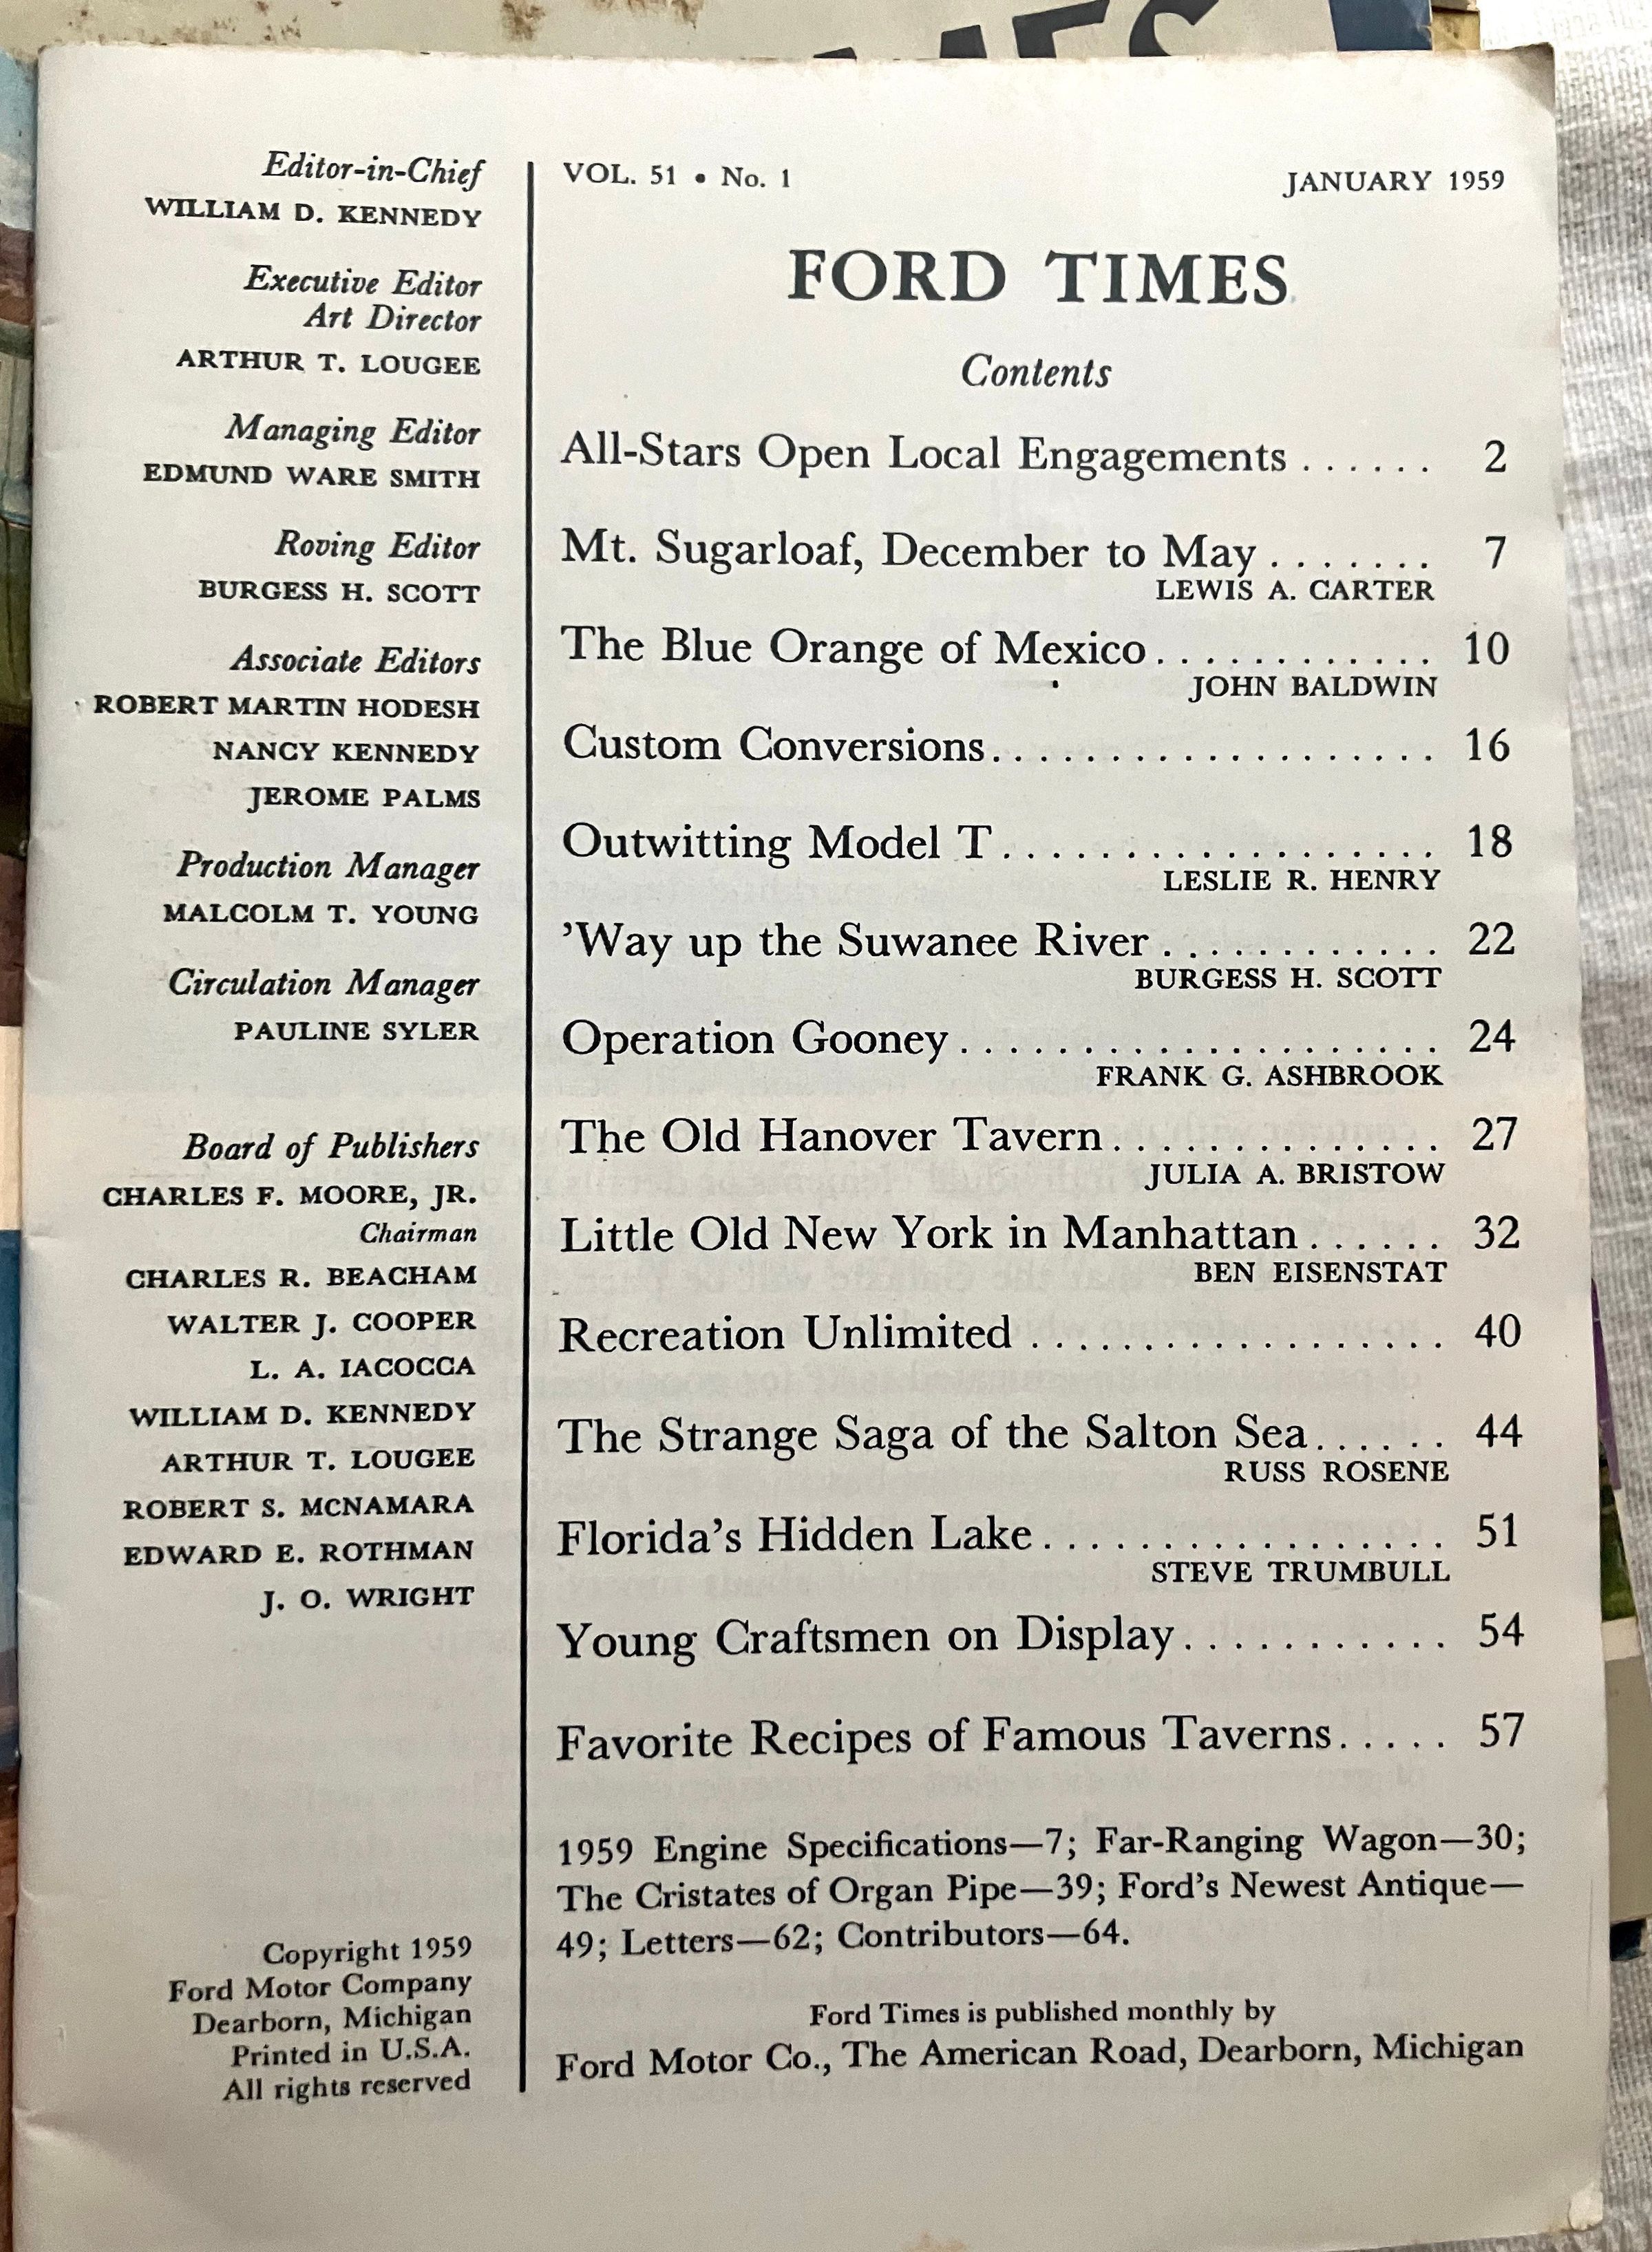 Editor-in-Chief
WILLIAM D. KENNEDY
Executive Editor
Art Director
ARTHUR T. LOUGEE
Managing Editor
EDMUND WARE SMITH
Roving Editor
BURGESS H. SCOTT
Associate Editors
ROBERT MARTIN HODESH
NANCY KENNEDY
JEROME PALMS
Production Manager
MALCOLM T. YOUNG
Circulation Manager
PAULINE SYLER
Board of Publishers
CHARLES F. MOORE, JR.
Chairman
CHARLES R. BEACHAM
WALTER J. COOPER
L. A. IACOCCA
WILLIAM D. KENNEDY
ARTHUR T. LOUGEE
ROBERT S. MCNAMARA
EDWARD E. ROTHMAN
J. O. WRIGHT
Copyright 1959
Ford Motor Company
Dearborn, Michigan
Printed in U.S.A.
All rights reserved
VOL. 51 • No. 1 JANUARY 1959
FORD TIMES
Contents
All-Stars Open Local Engagements ...... 2
Mt. Sugarloaf, December to May ....... 7
LEWIS A. CARTER
The Blue Orange of Mexico ............ 10
JOHN BALDWIN
Custom Conversions ................... 16
Outwitting Model T .................. 18
LESLIE R. HENRY
’Way up the Suwanee River ............ 22
BURGESS H. SCOTT
Operation Gooney .................... 24
FRANK G. ASHBROOK
The Old Hanover Tavern .............. 27
JULIA A. BRISTOW
Little Old New York in Manhattan ...... 32
BEN EISENSTAT
Recreation Unlimited ................. 40
The Strange Saga of the Salton Sea ...... 44
RUSS ROSENE
Florida’s Hidden Lake ................. 51
STEVE TRUMBULL
Young Craftsmen on Display ........... 54
Favorite Recipes of Famous Taverns ..... 57
1959 Engine Specifications—7; Far-Ranging Wagon—30;
The Cristates of Organ Pipe—39; Ford’s Newest Antique—
49; Letters—62; Contributors—64.
Ford Times is published monthly by
Ford Motor Co., The American Road, Dearborn, Michigan